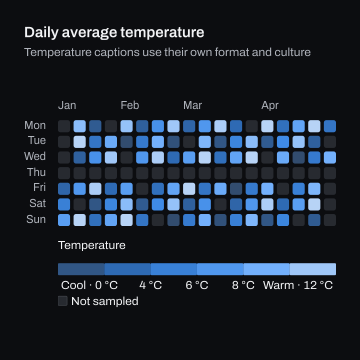 Daily average temperature
Temperature captions use their own format and culture
Jan Feb Mar Apr
Mon
Tue
Wed
Thu
Fri
Sat
Sun
Temperature
Cool · 0 °C 4 °C 6 °C 8 °C Warm · 12 °C
Not sampled